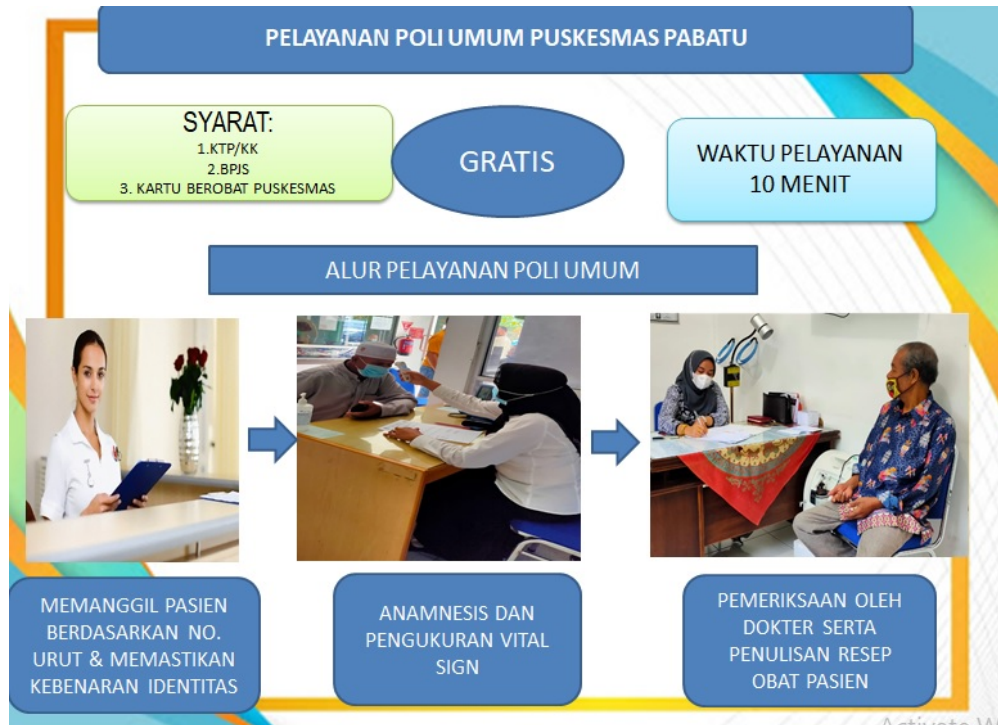 PELAYANAN POLI UMUM PUSKESMAS PABATU
SYARAT:
1.KTP/KK
2.BPJS
3. KARTU BEROBAT PUSKESMAS
GRATIS
WAKTU PELAYANAN
10 MENIT
ALUR PELAYANAN POLI UMUM
MEMANGGIL PASIEN
BERDASARKAN NO.
URUT & MEMASTIKAN
KEBENARAN IDENTITAS
ANAMNESIS DAN
PENGUKURAN VITAL
SIGN
PEMERIKSAAN OLEH
DOKTER SERTA
PENULISAN RESEP
OBAT PASIEN